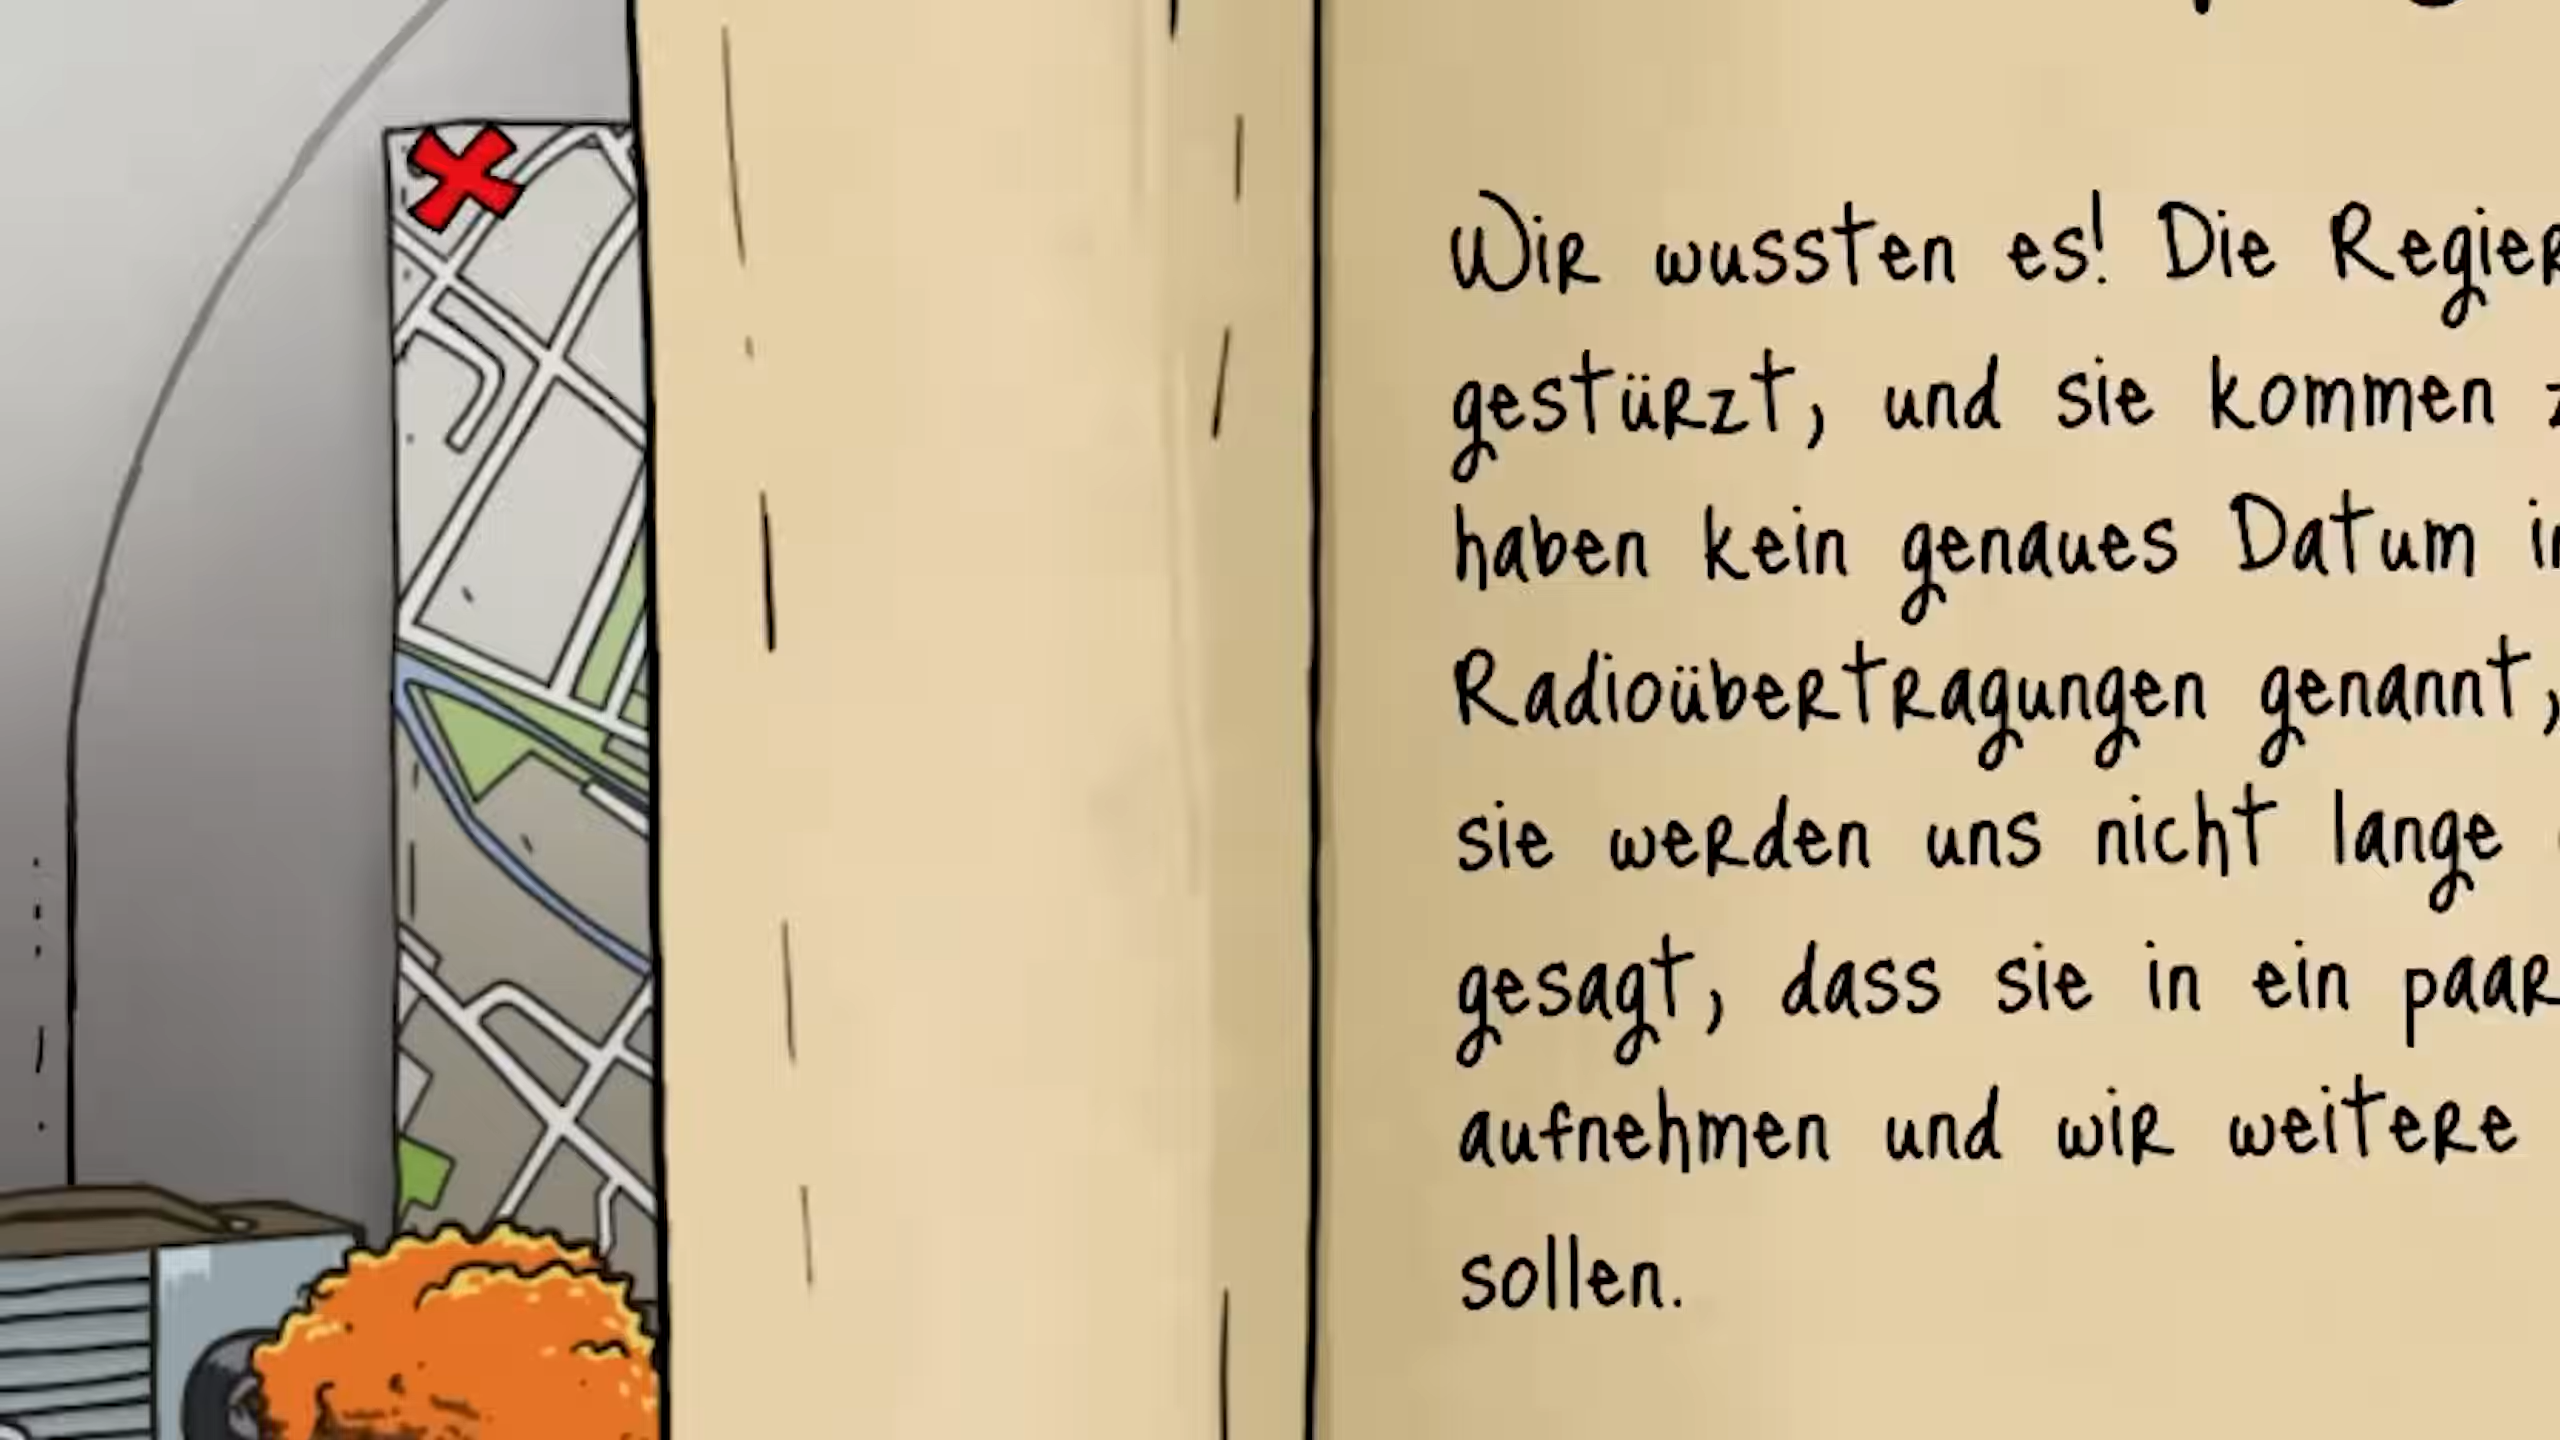 Wir wussten es! Die
gestürzt, und sie kommen
haben kein genaues Datum
Radioübertragungen genannt,
sie werden uns nicht lange
gesagt, dass sie in ein paar
aufnehmen und wir weitere
sollen.